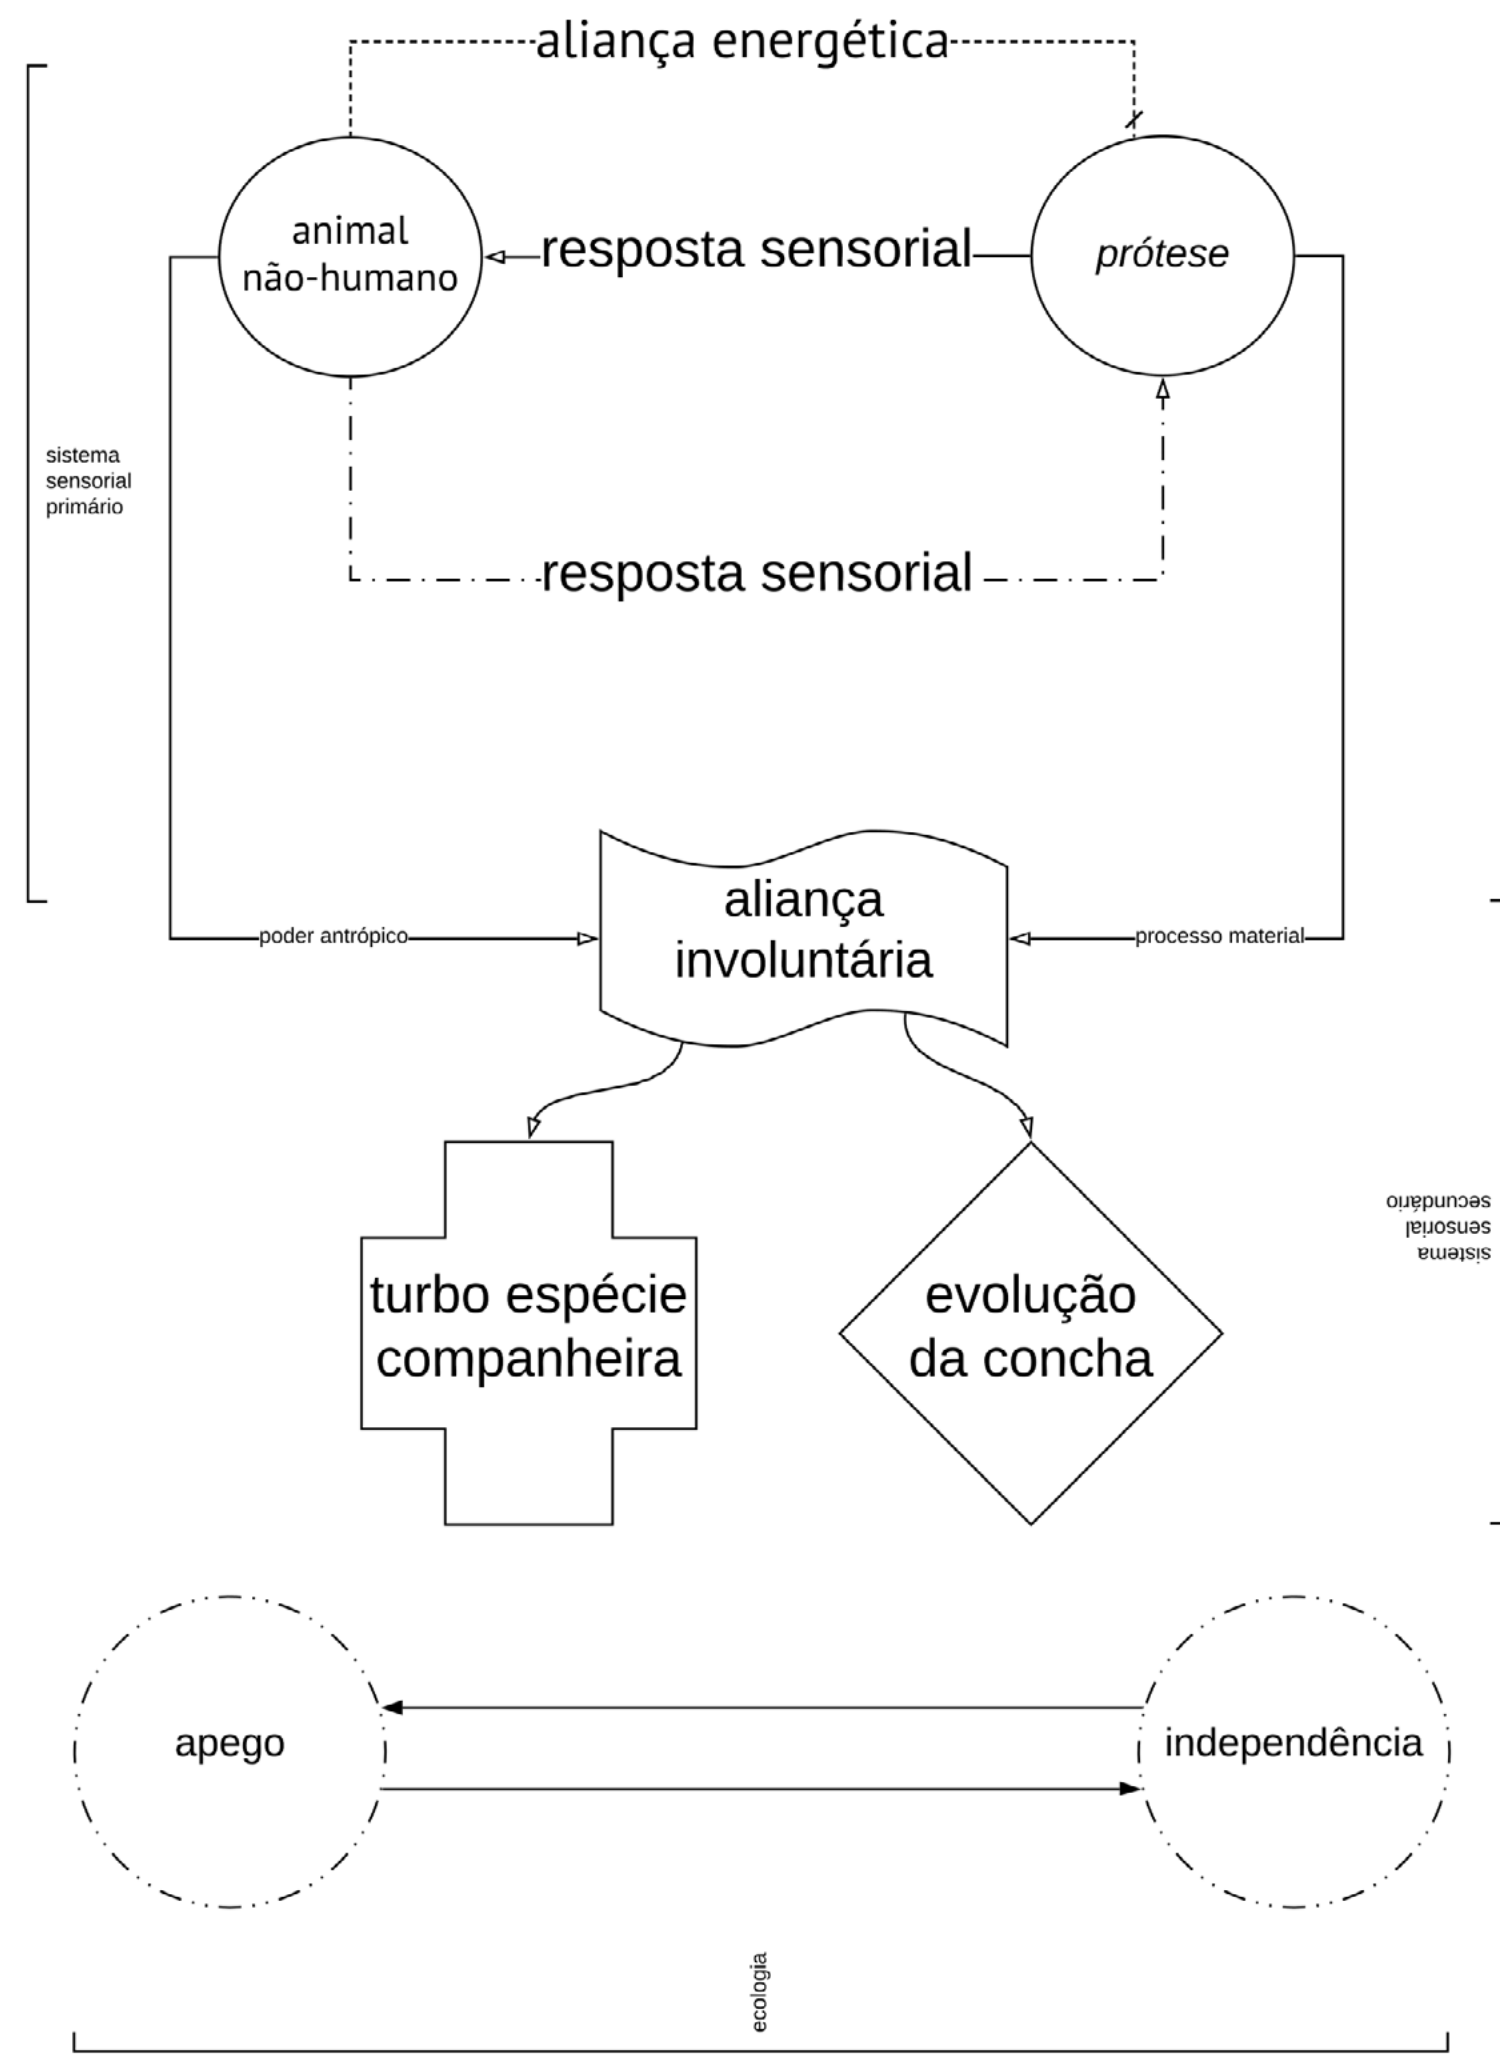 aliança energética
animal
não-humano
resposta sensorial
prótese
sistema
sensorial
primário
resposta sensorial
aliança
involuntária
poder antrópico
processo material
sistema
sensorial
secundário
turbo espécie
companheira
evolução
da concha
apego
independência
ecologia